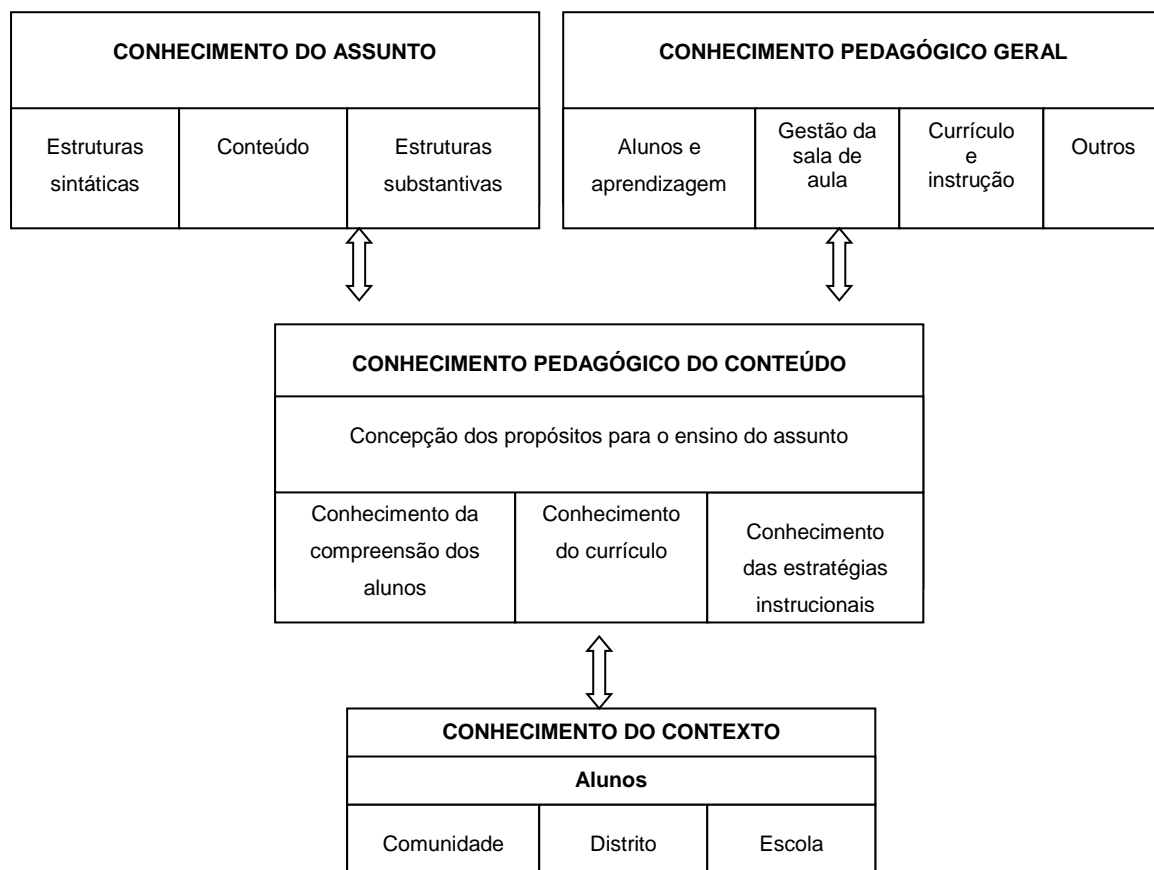 CONHECIMENTO DO ASSUNTO
Estruturas
sintáticas
Conteúdo
Estruturas
substantivas
CONHECIMENTO PEDAGÓGICO GERAL
Alunos e
aprendizagem
Gestão da
sala de
aula
Currículo
e
instrução
Outros
CONHECIMENTO PEDAGÓGICO DO CONTEÚDO
Concepção dos propósitos para o ensino do assunto
Conhecimento da
compreensão dos
alunos
Conhecimento
do currículo
Conhecimento
das estratégias
instrucionais
CONHECIMENTO DO CONTEXTO
Alunos
Comunidade
Distrito
Escola